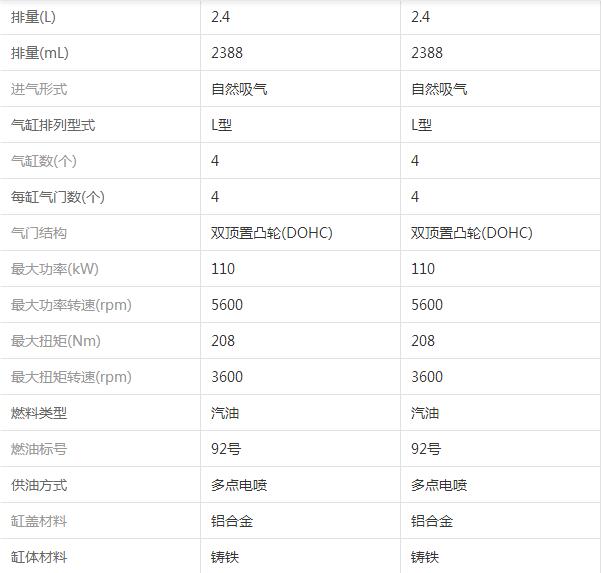 排量(L) 2.4 2.4
排量(mL) 2388 2388
进气形式 自然吸气 自然吸气
气缸排列型式 L型 L型
气缸数(个) 4 4
每缸气门数(个) 4 4
气门结构 双顶置凸轮(DOHC) 双顶置凸轮(DOHC)
最大功率(kW) 110 110
最大功率转速(rpm) 5600 5600
最大扭矩(Nm) 208 208
最大扭矩转速(rpm) 3600 3600
燃料类型 汽油 汽油
燃油标号 92号 92号
供油方式 多点电喷 多点电喷
缸盖材料 铝合金 铝合金
缸体材料 铸铁 铸铁